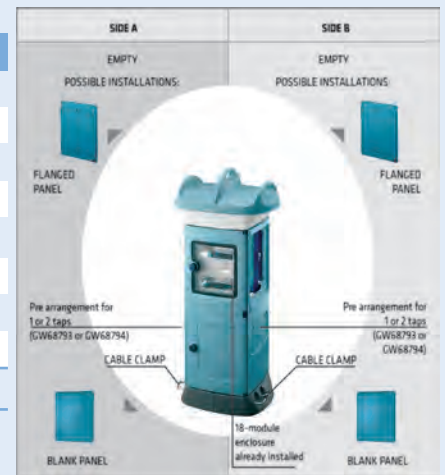 SIDE A
SIDE B
EMPTY
POSSIBLE INSTALLATIONS:
EMPTY
POSSIBLE INSTALLATIONS:
FLANGED
PANEL
FLANGED
PANEL
Pre arrangement for
1 or 2 taps
(GW68793 or GW68794)
Pre arrangement for
1 or 2 taps
(GW68793 or
GW68794)
CABLE CLAMP
CABLE CLAMP
18-module
enclosure
already installed
BLANK PANEL
BLANK PANEL